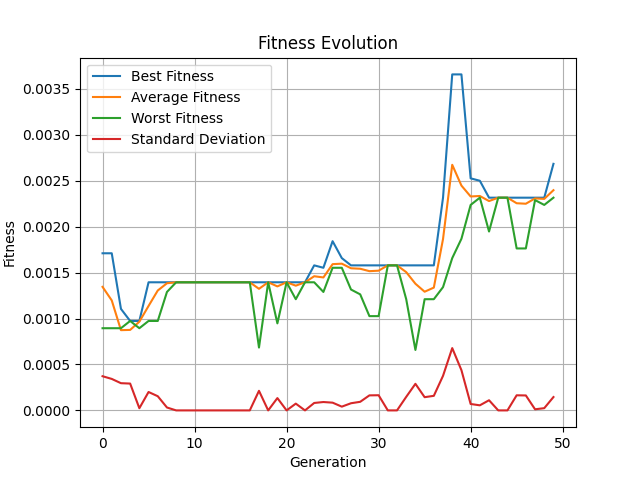 Fitness Evolution
Best Fitness
Average Fitness
Worst Fitness
Standard Deviation
Fitness
0.0035
0.0030
0.0025
0.0020
0.0015
0.0010
0.0005
0.0000
0 10 20 30 40 50
Generation